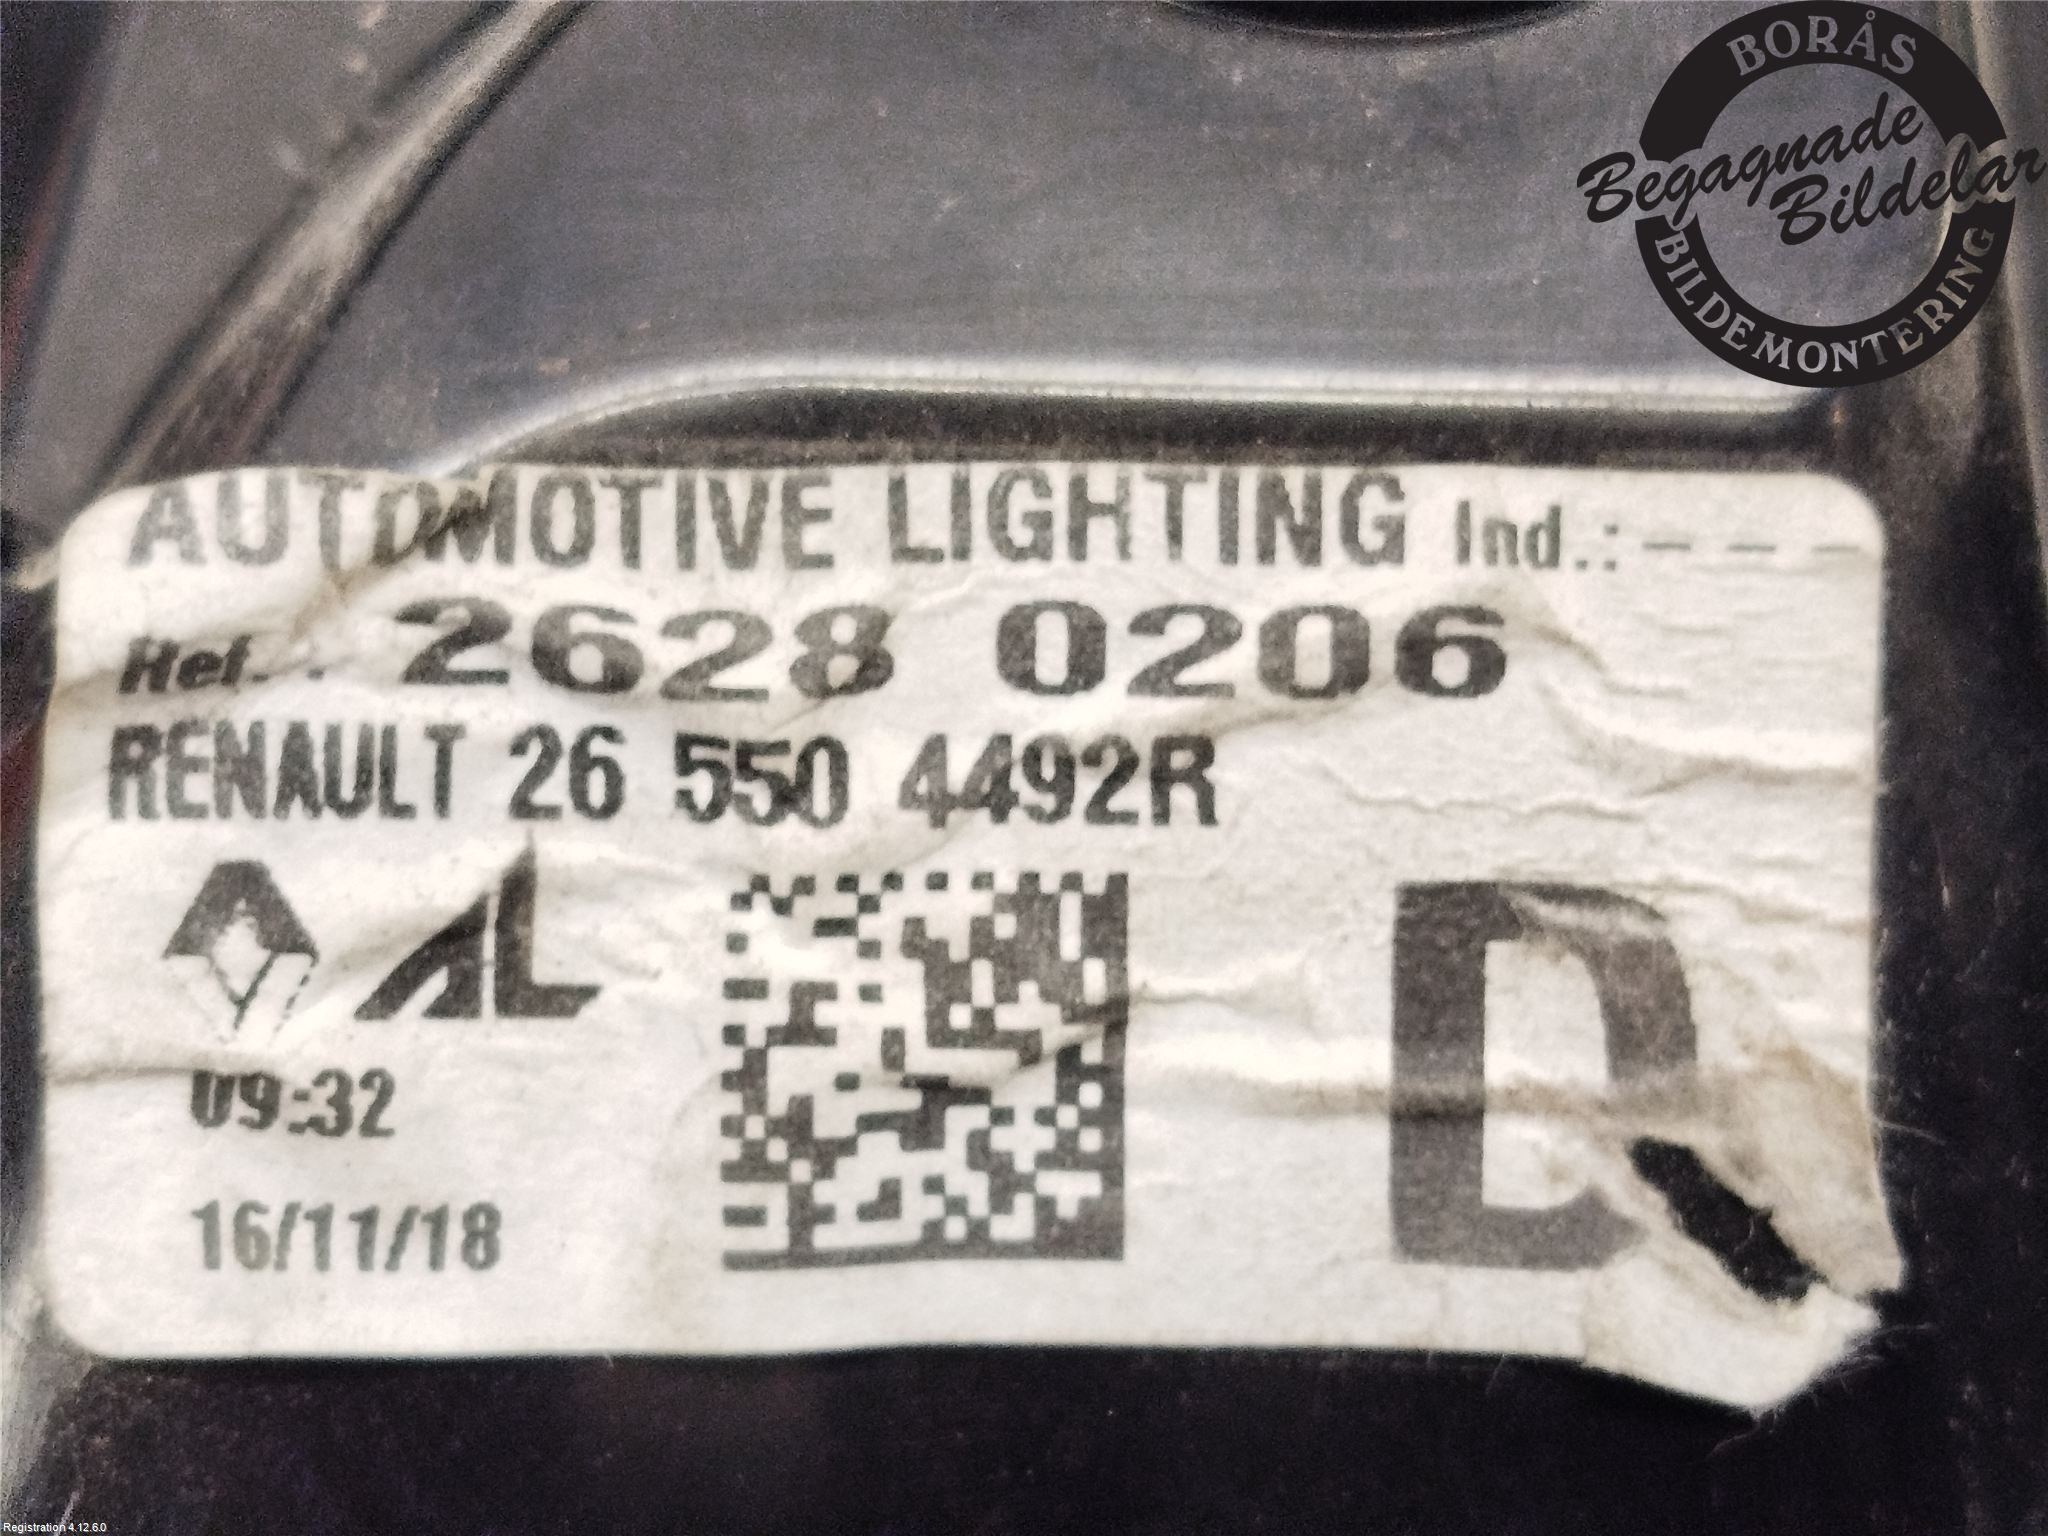 BORÅS
Begagnade
Bildelar
BILDEMONTERING
AUTOMOTIVE LIGHTING Ind.:---
Ref. : 2628 0206
RENAULT 26 550 4492R
AL
09:32
16/11/18
D
Registration 4.12.6.0